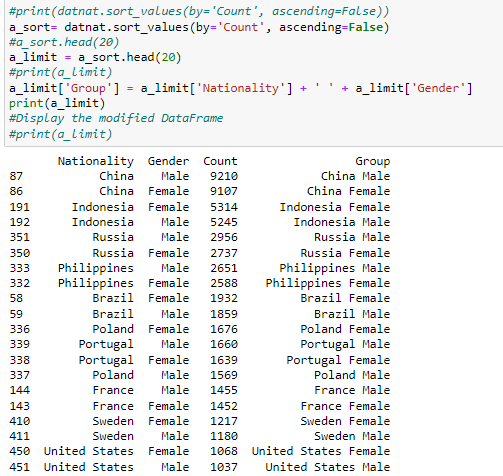 #print(datnat.sort_values(by='Count', ascending=False))
a_sort= datnat.sort_values(by='Count', ascending=False)
#a_sort.head(20)
a_limit = a_sort.head(20)
#print(a_limit)
a_limit['Group'] = a_limit['Nationality'] + ' ' + a_limit['Gender']
print(a_limit)
#Display the modified DataFrame
#print(a_limit)
Nationality Gender Count Group
87 China Male 9210 China Male
86 China Female 9107 China Female
191 Indonesia Female 5314 Indonesia Female
192 Indonesia Male 5245 Indonesia Male
351 Russia Male 2956 Russia Male
350 Russia Female 2737 Russia Female
333 Philippines Male 2651 Philippines Male
332 Philippines Female 2588 Philippines Female
58 Brazil Female 1932 Brazil Female
59 Brazil Male 1859 Brazil Male
336 Poland Female 1676 Poland Female
339 Portugal Male 1660 Portugal Male
338 Portugal Female 1639 Portugal Female
337 Poland Male 1569 Poland Male
144 France Male 1455 France Male
143 France Female 1452 France Female
410 Sweden Female 1217 Sweden Female
411 Sweden Male 1180 Sweden Male
450 United States Female 1068 United States Female
451 United States Male 1037 United States Male